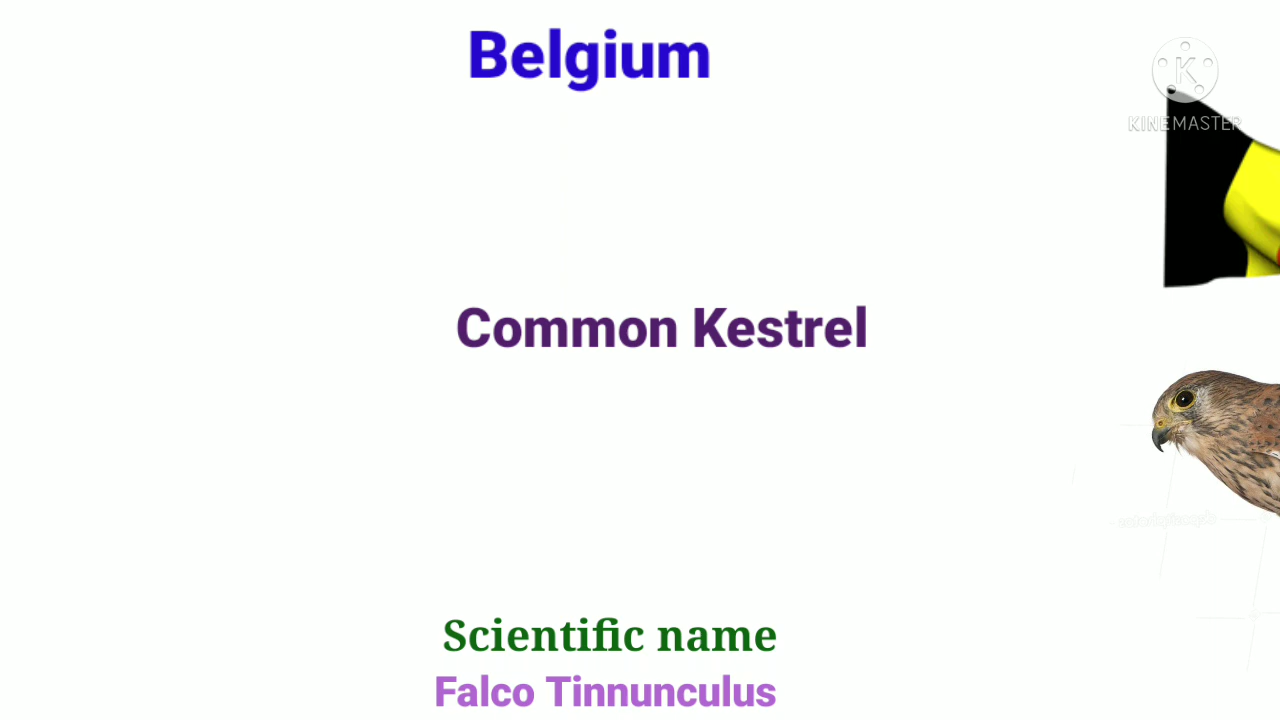 Belgium
KINEMASTER
Common Kestrel
Scientific name
Falco Tinnunculus